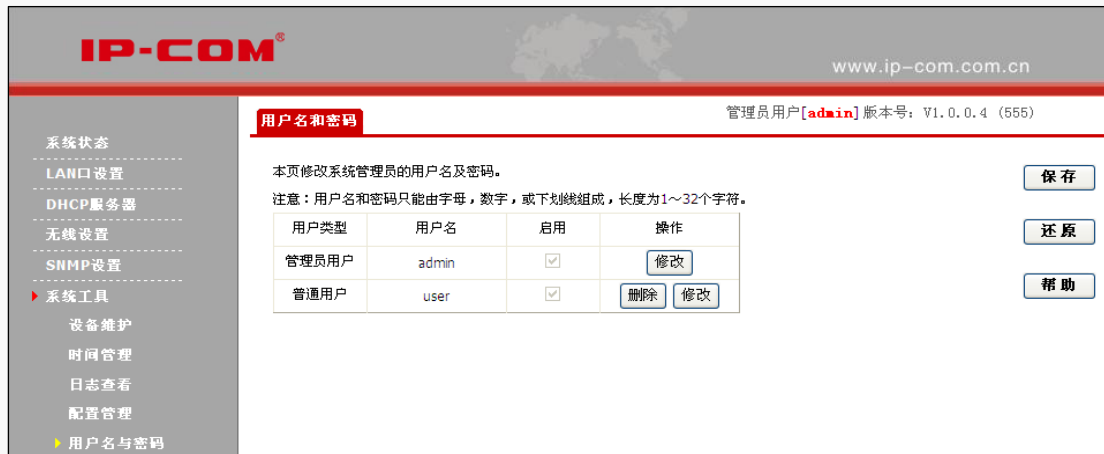 IP-COM®
www.ip-com.com.cn
用户名和密码
管理员用户[admin]版本号：V1.0.0.4 (555)
系统状态
LAN口设置
DHCP服务器
无线设置
SNMP设置
系统工具
设备维护
时间管理
日志查看
配置管理
用户名与密码
本页修改系统管理员的用户名及密码。
注意：用户名和密码只能由字母，数字，或下划线组成，长度为1～32个字符。
用户类型 用户名 启用 操作
管理员用户 admin 修改
普通用户 user 删除 修改
保存
还原
帮助